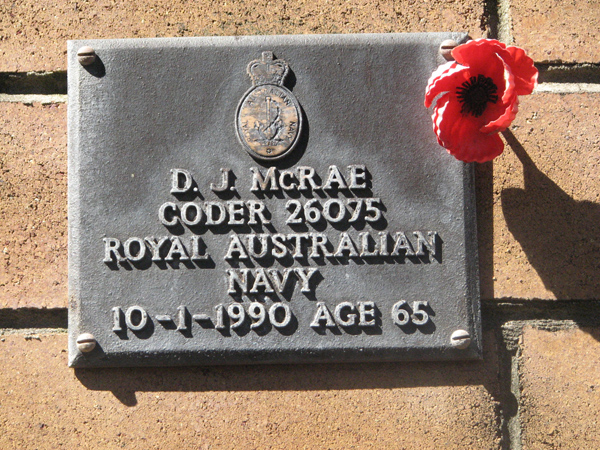 D. J. McRAE
CODER 26075
ROYAL AUSTRALIAN
NAVY
10-1-1990 AGE 65